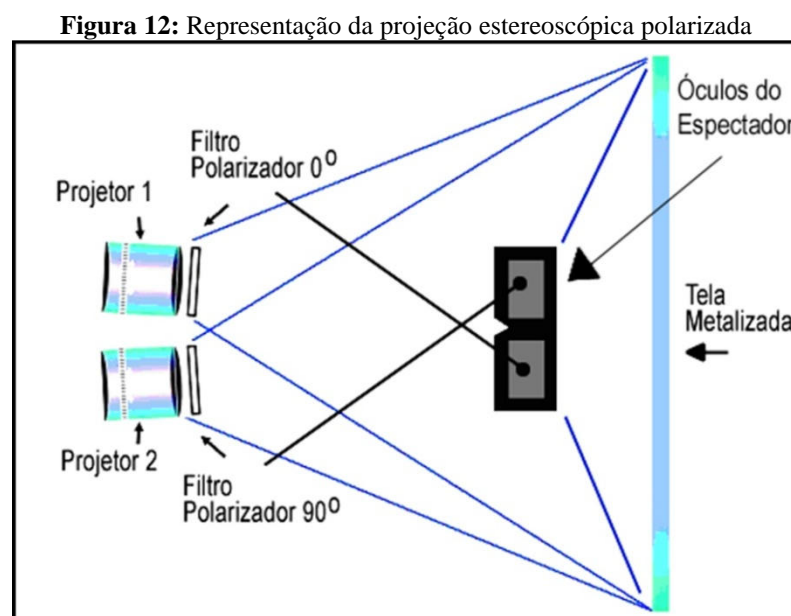 Figura 12: Representação da projeção estereoscópica polarizada
Óculos do
Espectador
Filtro
Polarizador 0º
Projetor 1
Tela
Metalizada
Projetor 2
Filtro
Polarizador 90º